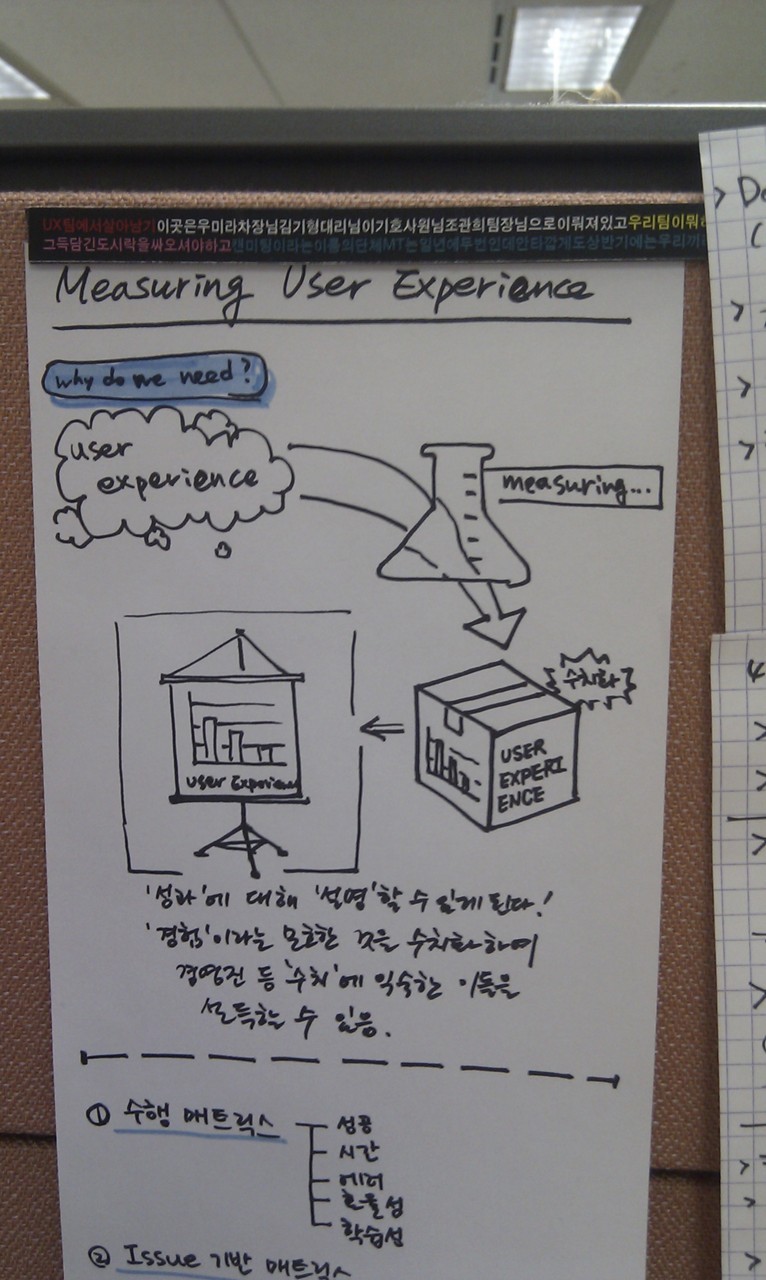 UX팀에서살아남기이곳은우미라차장님김기형대리님이기호사원님조관희팀장님으로이뤄져있고우리팀이뭐하
그득담긴도시락을싸오셔야하고캔미팅이라는이름의단체MT는일년에두번인데안타깝게도상반기에는우리끼리
Measuring User Experience
why do we need?
user
experience
measuring...
수치화
USER
EXPERI
ENCE
User Experience
'성과'에 대해 '설명'할 수 있게 된다!
'경험'이라는 모호한 것을 수치화하여
경영진 등 '수치'에 익숙한 이들을
설득할 수 있음.
① 수행 매트릭스
성공
시간
에러
효율성
학습성
② Issue 기반 매트릭스
> De
(
>
>
>
4
>
>
>
>
>
>
>